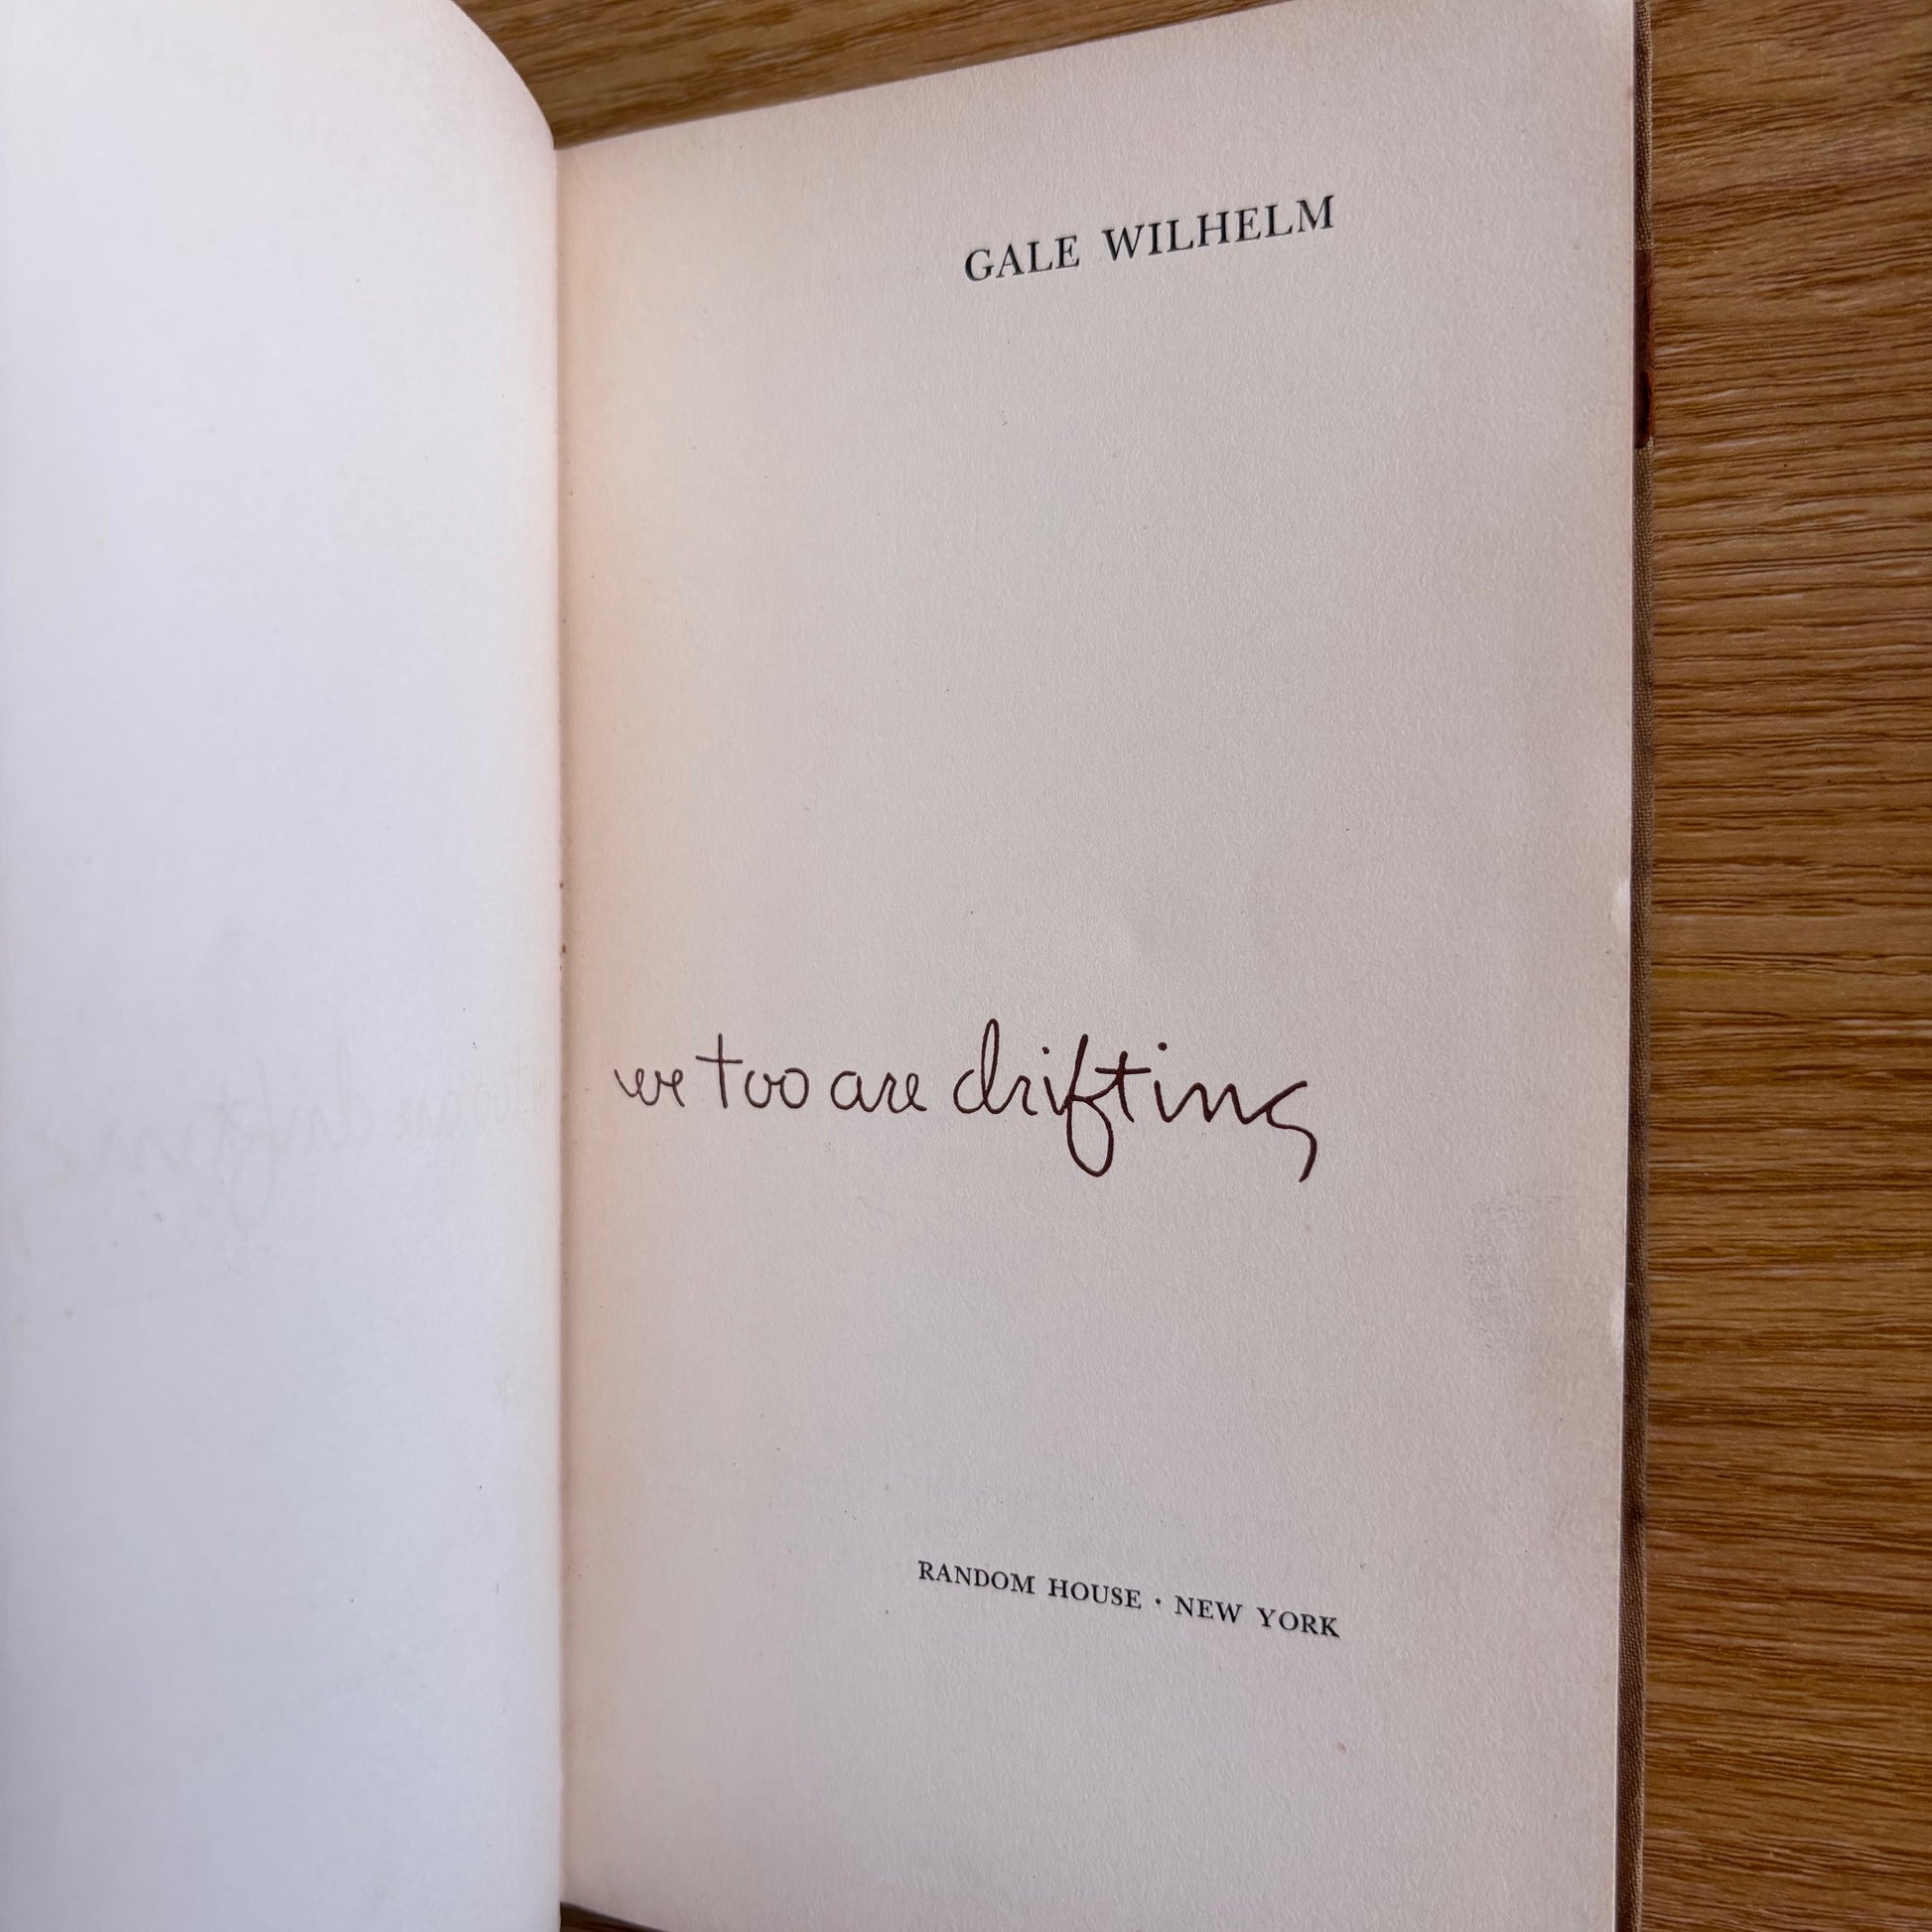 GALE WILHELM
we too are drifting
RANDOM HOUSE · NEW YORK